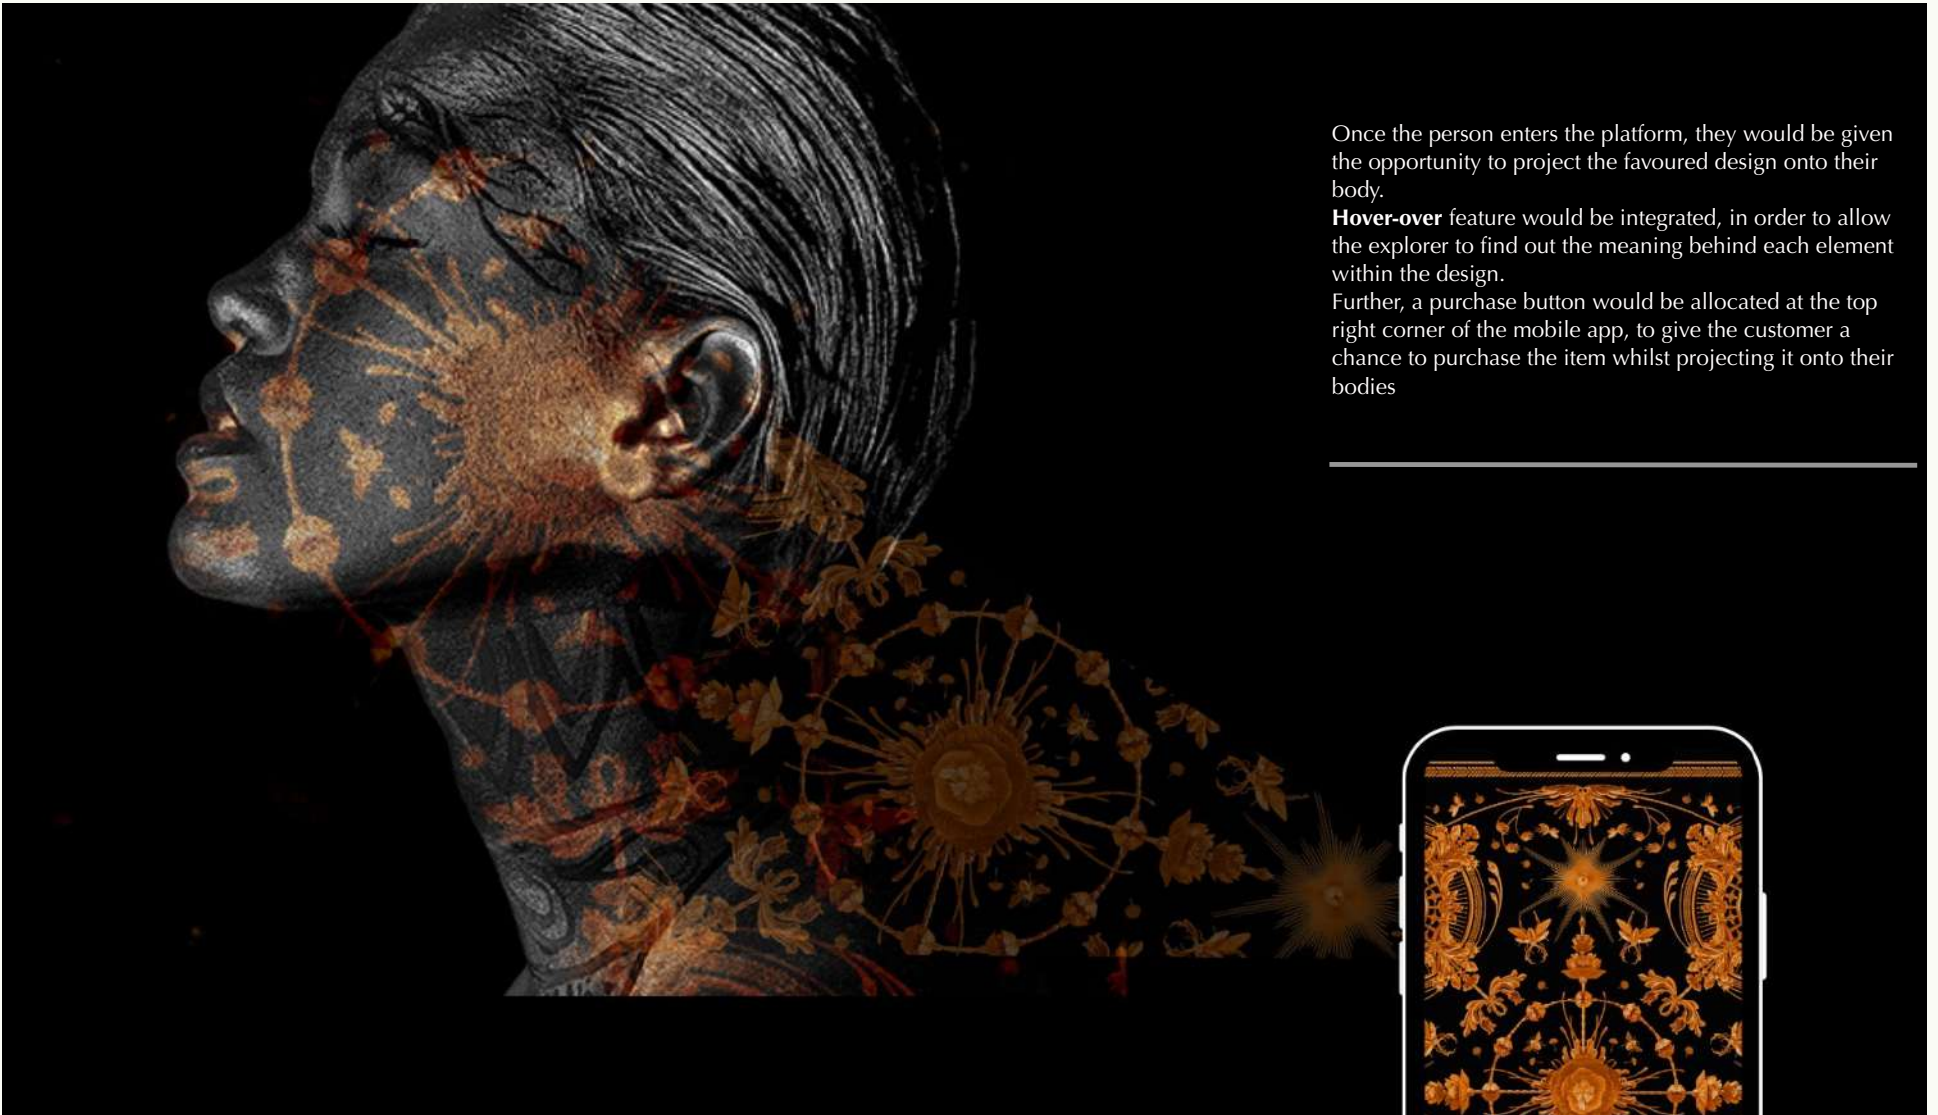 Once the person enters the platform, they would be given
the opportunity to project the favoured design onto their
body.
Hover-over feature would be integrated, in order to allow
the explorer to find out the meaning behind each element
within the design.
Further, a purchase button would be allocated at the top
right corner of the mobile app, to give the customer a
chance to purchase the item whilst projecting it onto their
bodies